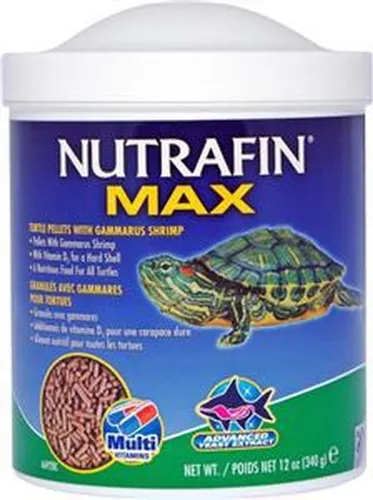 NUTRAFIN®
MAX
TURTLE PELLETS WITH GAMMARUS SHRIMP
• Pellets With Gammarus Shrimp
• With Vitamin D₃ for a Hard Shell
• A Nutritious Food For All Turtles
GRANULÉS AVEC GAMMARES
POUR TORTUES
• Granulés avec gammares
• Additionnés de vitamine D₃ pour une carapace dure
• Aliment nutritif pour toutes les tortues
Multi
VITAMINS
ADVANCED
YEAST EXTRACT
NET WT. / POIDS NET 12 oz (340 g) e